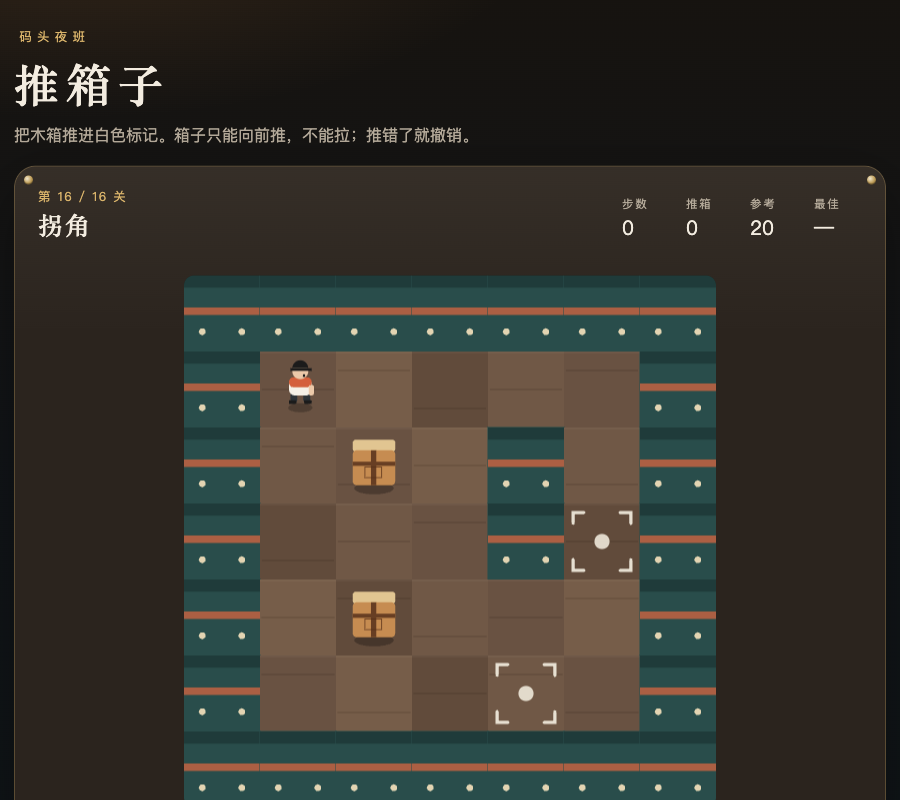 码头夜班
推箱子
把木箱推进白色标记。箱子只能向前推，不能拉；推错了就撤销。
第 16 / 16 关
拐角
步数 推箱 参考 最佳
0 0 20 —